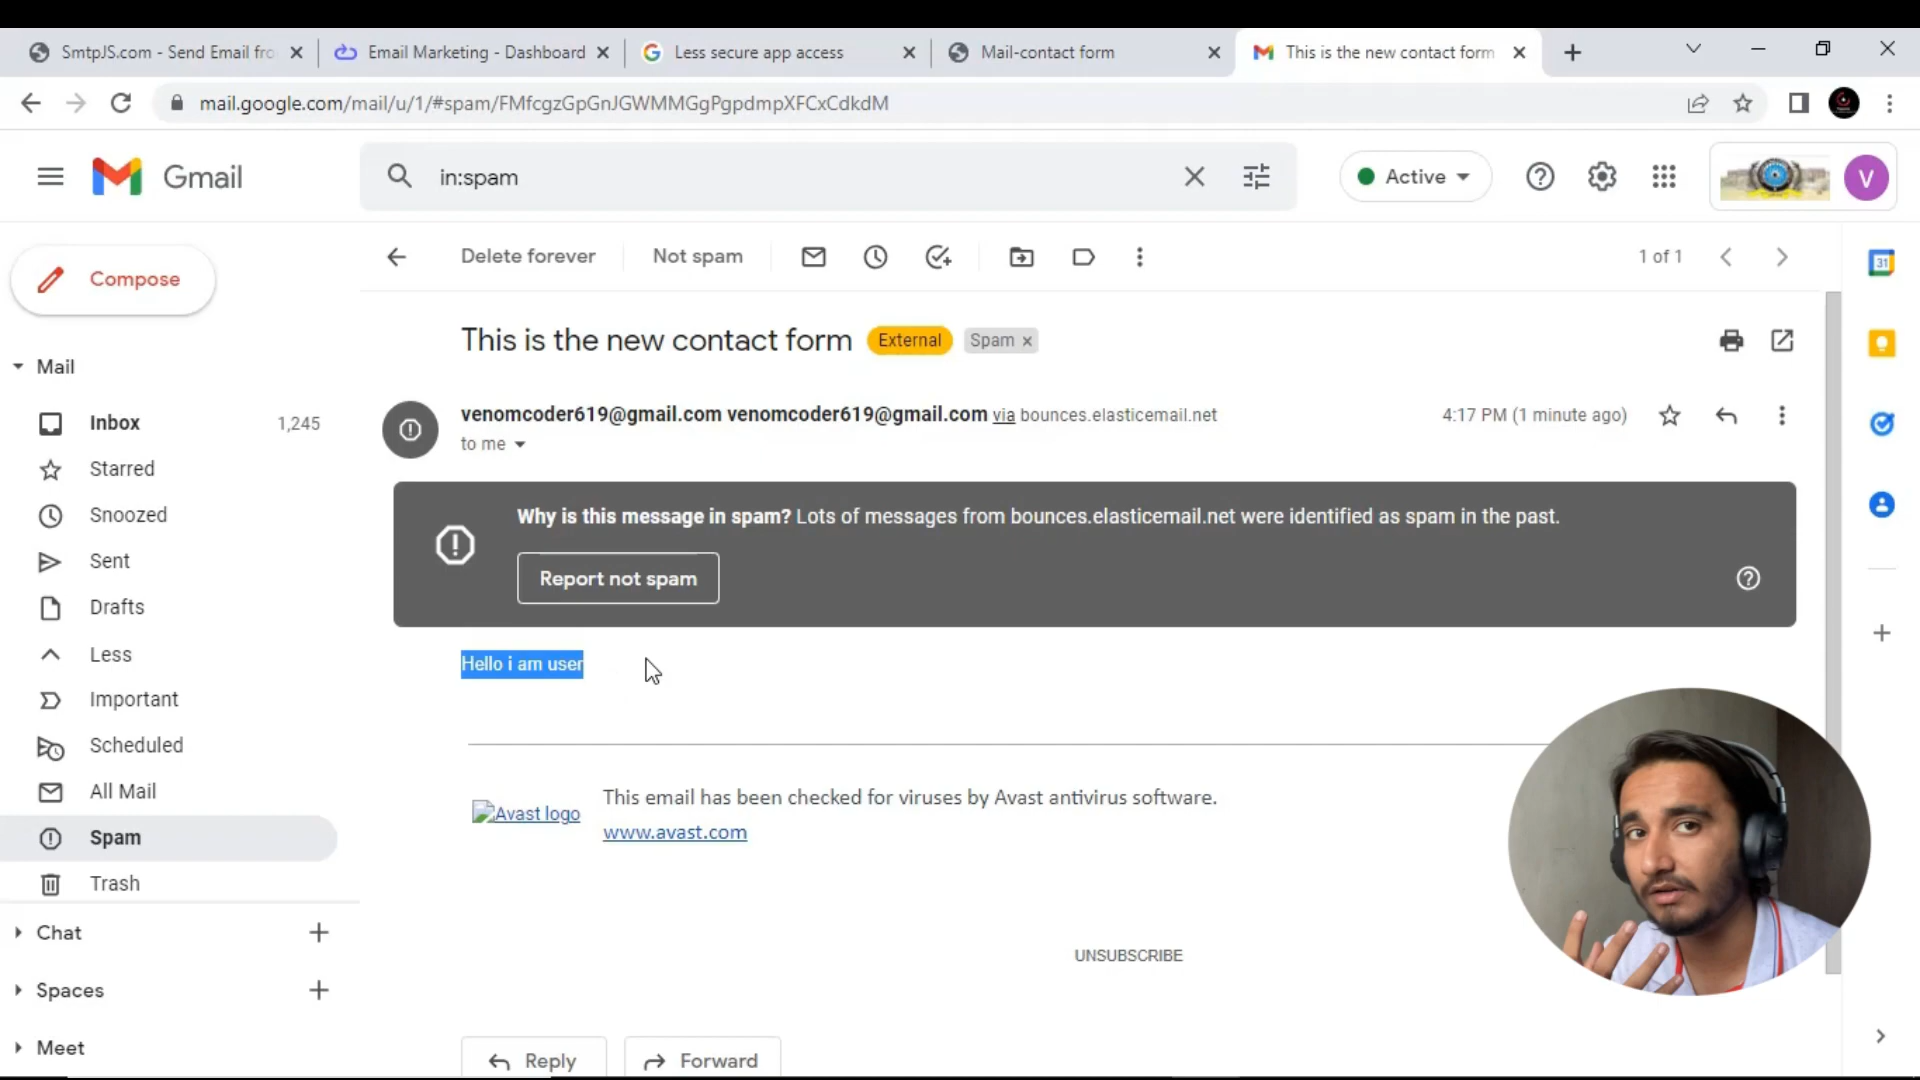 SmtpJS.com - Send Email fro
Email Marketing - Dashboard
Less secure app access
Mail-contact form
This is the new contact form
mail.google.com/mail/u/1/#spam/FMfcgzGpGnJGWMMGgPgpdmpXFCxCdkdM
Gmail
in:spam
Active
V
Compose
Delete forever
Not spam
1 of 1
31
Mail
This is the new contact form
External
Spam ×
Inbox
1,245
venomcoder619@gmail.com venomcoder619@gmail.com via bounces.elasticemail.net
4:17 PM (1 minute ago)
to me
Starred
Snoozed
Why is this message in spam? Lots of messages from bounces.elasticemail.net were identified as spam in the past.
Sent
Report not spam
Drafts
Less
Hello i am user
Important
Scheduled
All Mail
This email has been checked for viruses by Avast antivirus software.
Avast logo
www.avast.com
Spam
Trash
Chat
UNSUBSCRIBE
Spaces
Meet
Reply
Forward